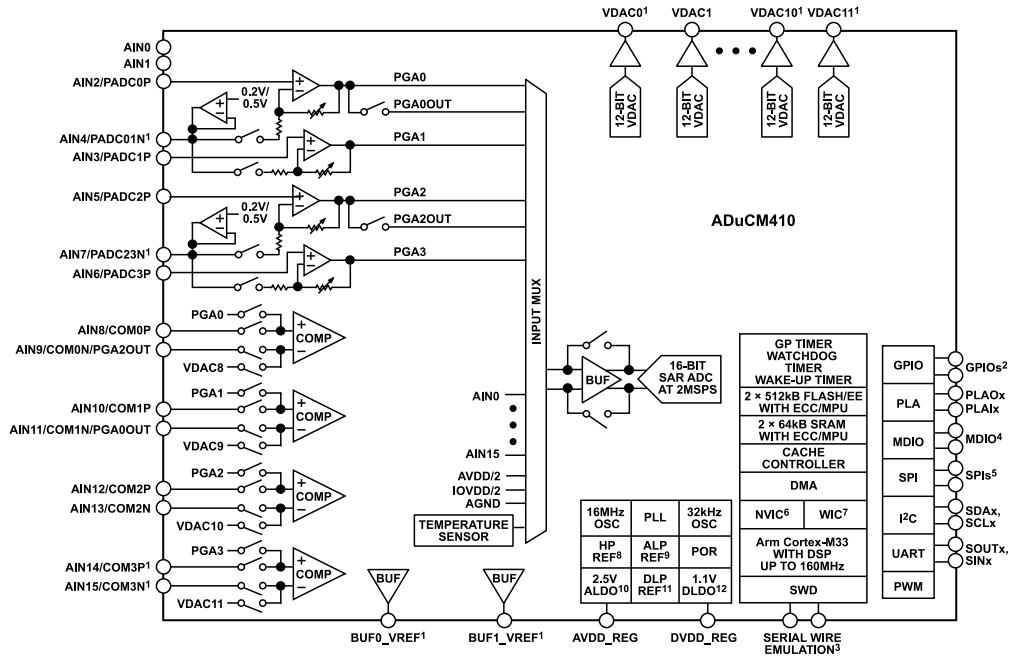 VDAC0¹ VDAC1 VDAC10¹ VDAC11¹
12-BIT VDAC
12-BIT VDAC
12-BIT VDAC
12-BIT VDAC
AIN0
AIN1
AIN2/PADC0P
0.2V/
0.5V
+
−
PGA0
PGA0OUT
AIN4/PADC01N¹
AIN3/PADC1P
PGA1
AIN5/PADC2P
0.2V/
0.5V
PGA2
PGA2OUT
AIN7/PADC23N¹
AIN6/PADC3P
PGA3
ADuCM410
INPUT MUX
PGA0
AIN8/COM0P
AIN9/COM0N/PGA2OUT
VDAC8
COMP
PGA1
AIN10/COM1P
AIN11/COM1N/PGA0OUT
VDAC9
COMP
PGA2
AIN12/COM2P
AIN13/COM2N
VDAC10
COMP
PGA3
AIN14/COM3P¹
AIN15/COM3N¹
VDAC11
COMP
AIN0
AIN15
AVDD/2
IOVDD/2
AGND
TEMPERATURE
SENSOR
BUF
16-BIT
SAR ADC
AT 2MSPS
BUF
BUF0_VREF¹
BUF
BUF1_VREF¹
16MHz
OSC
PLL
32kHz
OSC
HP
REF⁸
ALP
REF⁹
POR
2.5V
ALDO¹⁰
DLP
REF¹¹
1.1V
DLDO¹²
AVDD_REG
DVDD_REG
GP TIMER
WATCHDOG
TIMER
WAKE-UP TIMER
2 × 512kB FLASH/EE
WITH ECC/MPU
2 × 64kB SRAM
WITH ECC/MPU
CACHE
CONTROLLER
DMA
NVIC⁶ WIC⁷
Arm Cortex-M33
WITH DSP
UP TO 160MHz
SWD
SERIAL WIRE
EMULATION³
GPIO
PLA
MDIO
SPI
I²C
UART
PWM
GPIOs²
PLAOx
PLAIx
MDIO⁴
SPIs⁵
SDAx,
SCLx
SOUTx,
SINx